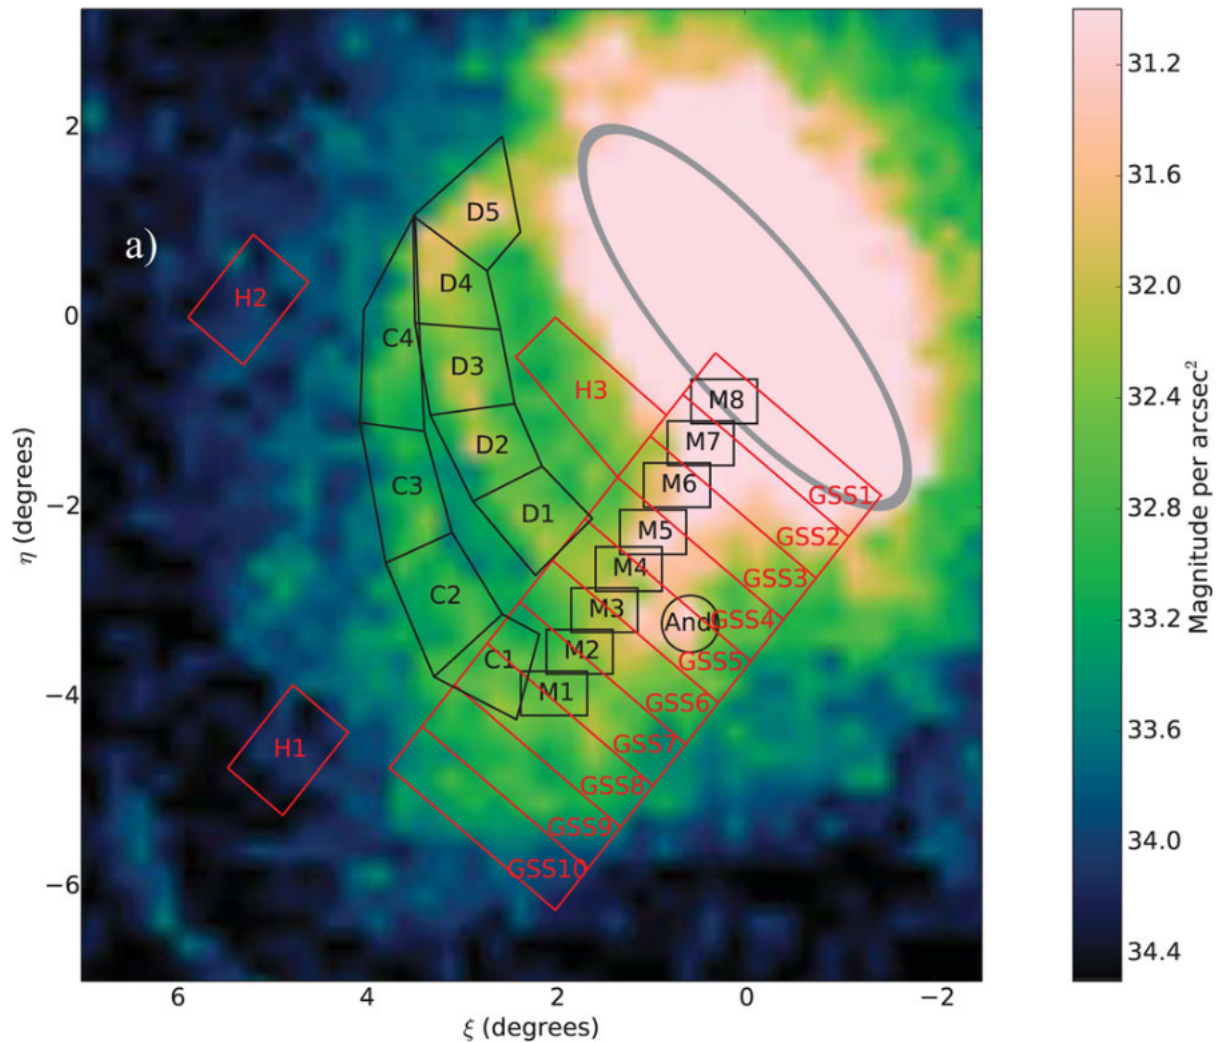 a)
2
0
−2
−4
−6
η (degrees)
6
4
2
0
−2
ξ (degrees)
D5
D4
C4
D3
D2
C3
D1
C2
C1
H2
H3
H1
M8
M7
M6
M5
M4
M3
M2
M1
AndI
GSS1
GSS2
GSS3
GSS4
GSS5
GSS6
GSS7
GSS8
GSS9
GSS10
31.2
31.6
32.0
32.4
32.8
33.2
33.6
34.0
34.4
Magnitude per arcsec²